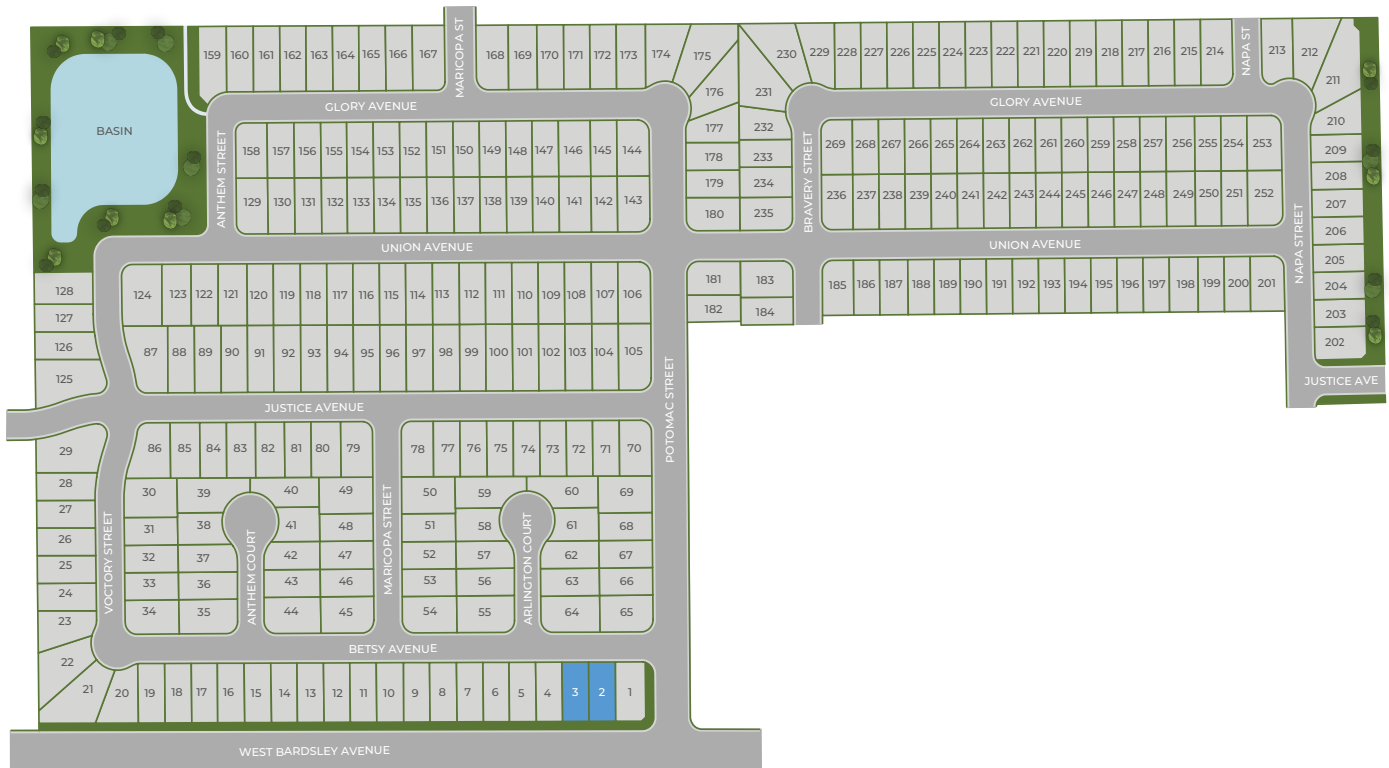 MARICOPA ST
NAPA ST
159 160 161 162 163 164 165 166 167
168 169 170 171 172 173 174 175
230 229 228 227 226 225 224 223 222 221 220 219 218 217 216 215 214
213 212 211
176 231
GLORY AVENUE
GLORY AVENUE
BASIN
177 232
178 233
179 234
180 235
210
209
208
207
206
205
204
203
202
ANTHEM STREET
BRAVERY STREET
NAPA STREET
158 157 156 155 154 153 152 151 150 149 148 147 146 145 144
129 130 131 132 133 134 135 136 137 138 139 140 141 142 143
269 268 267 266 265 264 263 262 261 260 259 258 257 256 255 254 253
236 237 238 239 240 241 242 243 244 245 246 247 248 249 250 251 252
UNION AVENUE
UNION AVENUE
128
127
126
125
124 123 122 121 120 119 118 117 116 115 114 113 112 111 110 109 108 107 106
87 88 89 90 91 92 93 94 95 96 97 98 99 100 101 102 103 104 105
181 183
182 184
185 186 187 188 189 190 191 192 193 194 195 196 197 198 199 200 201
JUSTICE AVE
JUSTICE AVENUE
POTOMAC STREET
29
28
27
26
25
24
23
22
21
VOCTORY STREET
86 85 84 83 82 81 80 79
78 77 76 75 74 73 72 71 70
30 39 40 49
31 38 41 48
32 37 42 47
33 36 43 46
34 35 44 45
ANTHEM COURT
MARICOPA STREET
50 59 60 69
51 58 61 68
52 57 62 67
53 56 63 66
54 55 64 65
ARLINGTON COURT
BETSY AVENUE
20 19 18 17 16 15 14 13 12 11 10 9 8 7 6 5 4 3 2 1
WEST BARDSLEY AVENUE